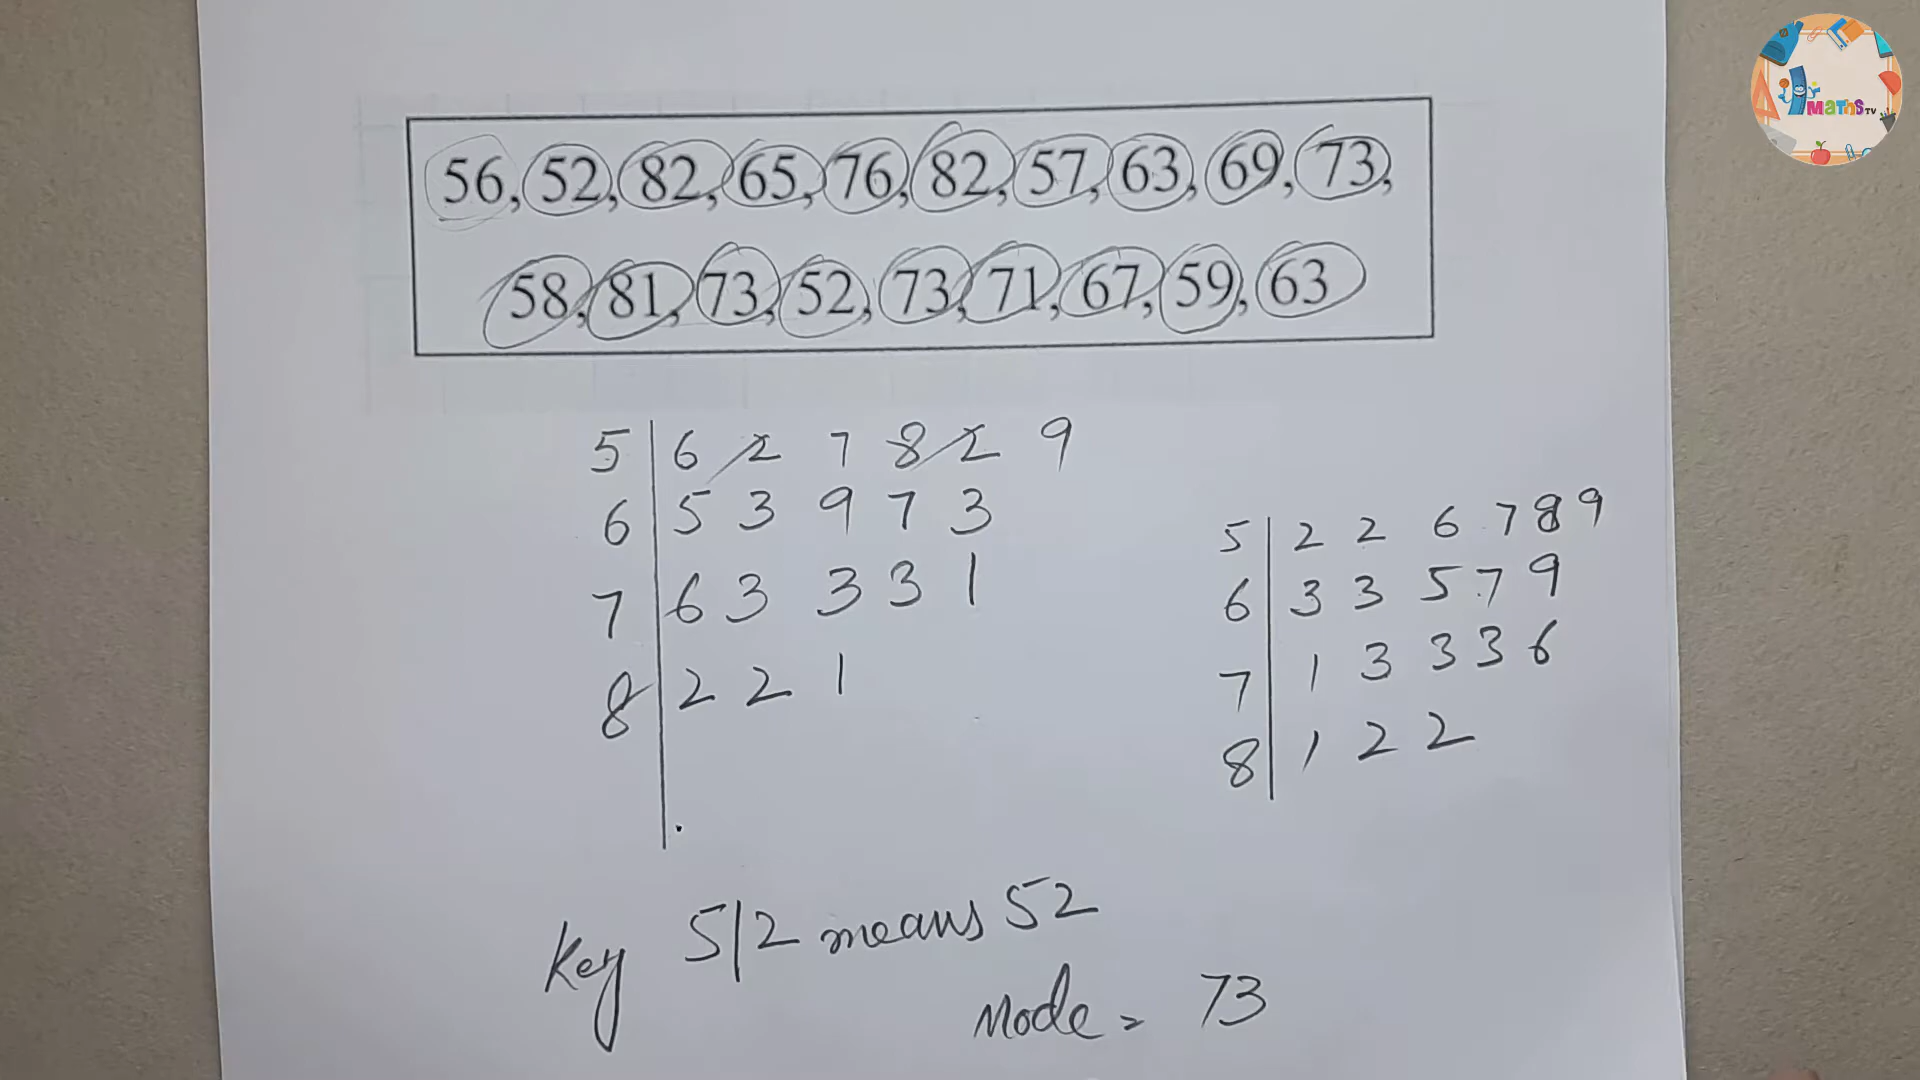 56, 52, 82, 65, 76, 82, 57, 63, 69, 73,
58, 81, 73, 52, 73, 71, 67, 59, 63
5 | 6 2 7 8 2 9
6 | 5 3 9 7 3
7 | 6 3 3 3 1
8 | 2 2 1
5 | 2 2 6 7 8 9
6 | 3 3 5 7 9
7 | 1 3 3 3 6
8 | 1 2 2
Key 5|2 means 52
Mode = 73
MATHS TV